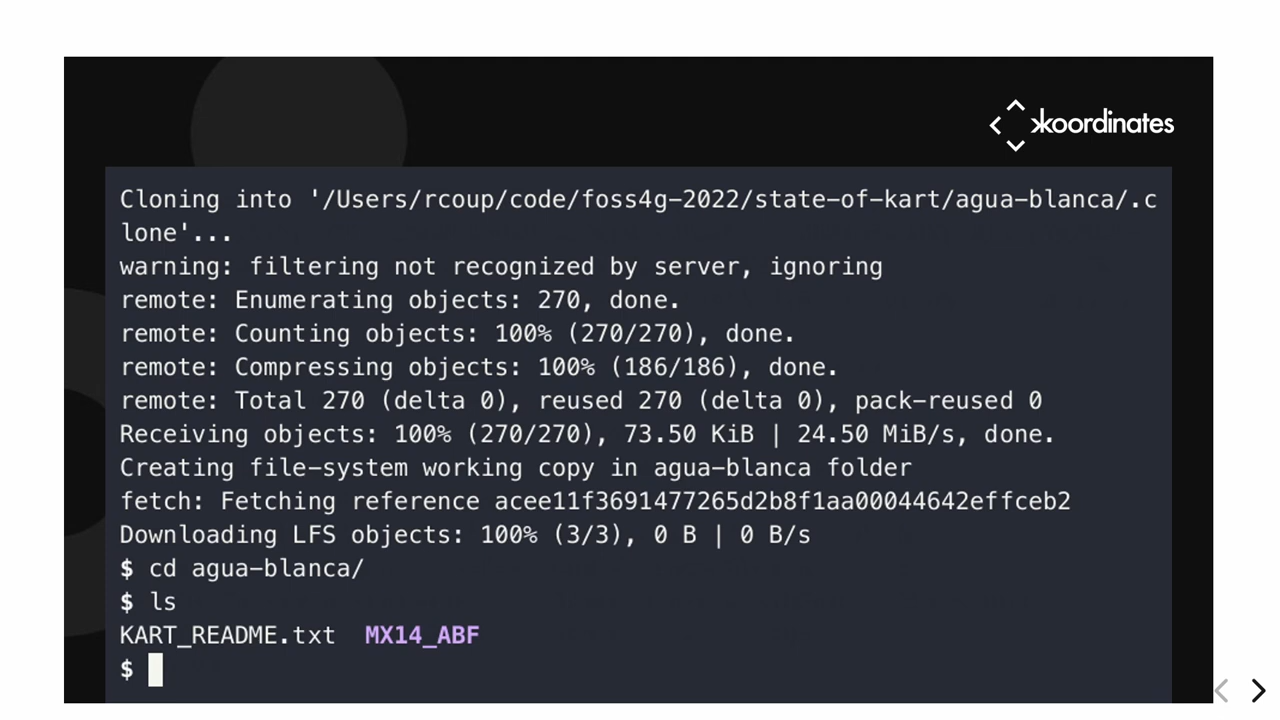 koordinates
Cloning into '/Users/rcoup/code/foss4g-2022/state-of-kart/agua-blanca/.c
lone'...
warning: filtering not recognized by server, ignoring
remote: Enumerating objects: 270, done.
remote: Counting objects: 100% (270/270), done.
remote: Compressing objects: 100% (186/186), done.
remote: Total 270 (delta 0), reused 270 (delta 0), pack-reused 0
Receiving objects: 100% (270/270), 73.50 KiB | 24.50 MiB/s, done.
Creating file-system working copy in agua-blanca folder
fetch: Fetching reference acee11f3691477265d2b8f1aa00044642effceb2
Downloading LFS objects: 100% (3/3), 0 B | 0 B/s
$ cd agua-blanca/
$ ls
KART_README.txt  MX14_ABF
$